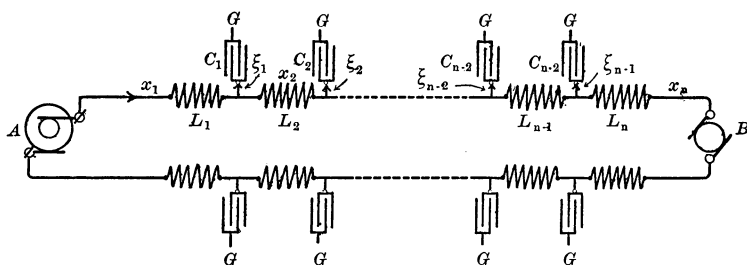 G G G G
C₁ ξ₁ C₂ ξ₂ Cₙ₋₂ ξₙ₋₂ Cₙ₋₂ ξₙ₋₁
x₁ x₂ xₙ
A L₁ L₂ Lₙ₋₁ Lₙ B
G G G G